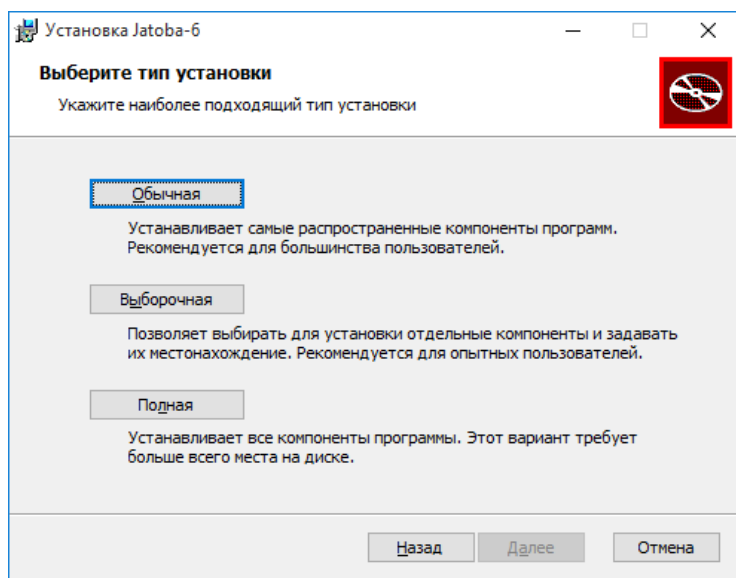 Установка Jatoba-6
Выберите тип установки
Укажите наиболее подходящий тип установки
Обычная
Устанавливает самые распространенные компоненты программ.
Рекомендуется для большинства пользователей.
Выборочная
Позволяет выбирать для установки отдельные компоненты и задавать
их местонахождение. Рекомендуется для опытных пользователей.
Полная
Устанавливает все компоненты программы. Этот вариант требует
больше всего места на диске.
Назад
Далее
Отмена